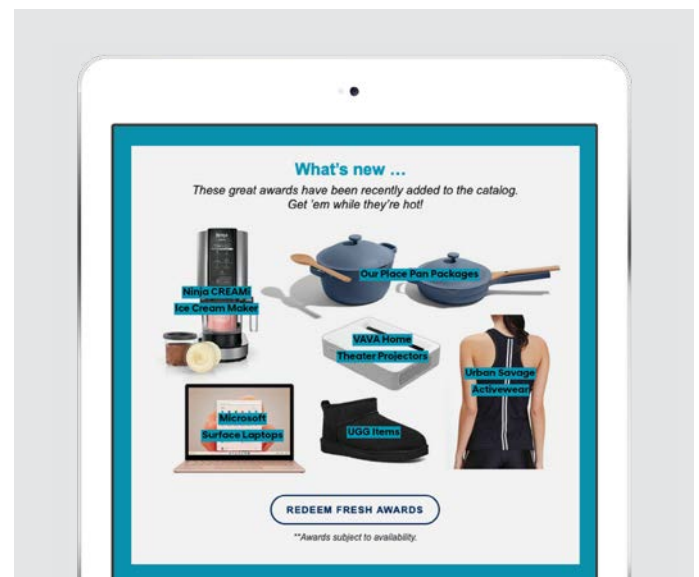 What's new ...
These great awards have been recently added to the catalog.
Get 'em while they're hot!
Ninja CREAMi
Ice Cream Maker
Our Place Pan Packages
VAVA Home
Theater Projectors
Urban Savage
Activewear
Microsoft
Surface Laptops
UGG Items
REDEEM FRESH AWARDS
**Awards subject to availability.